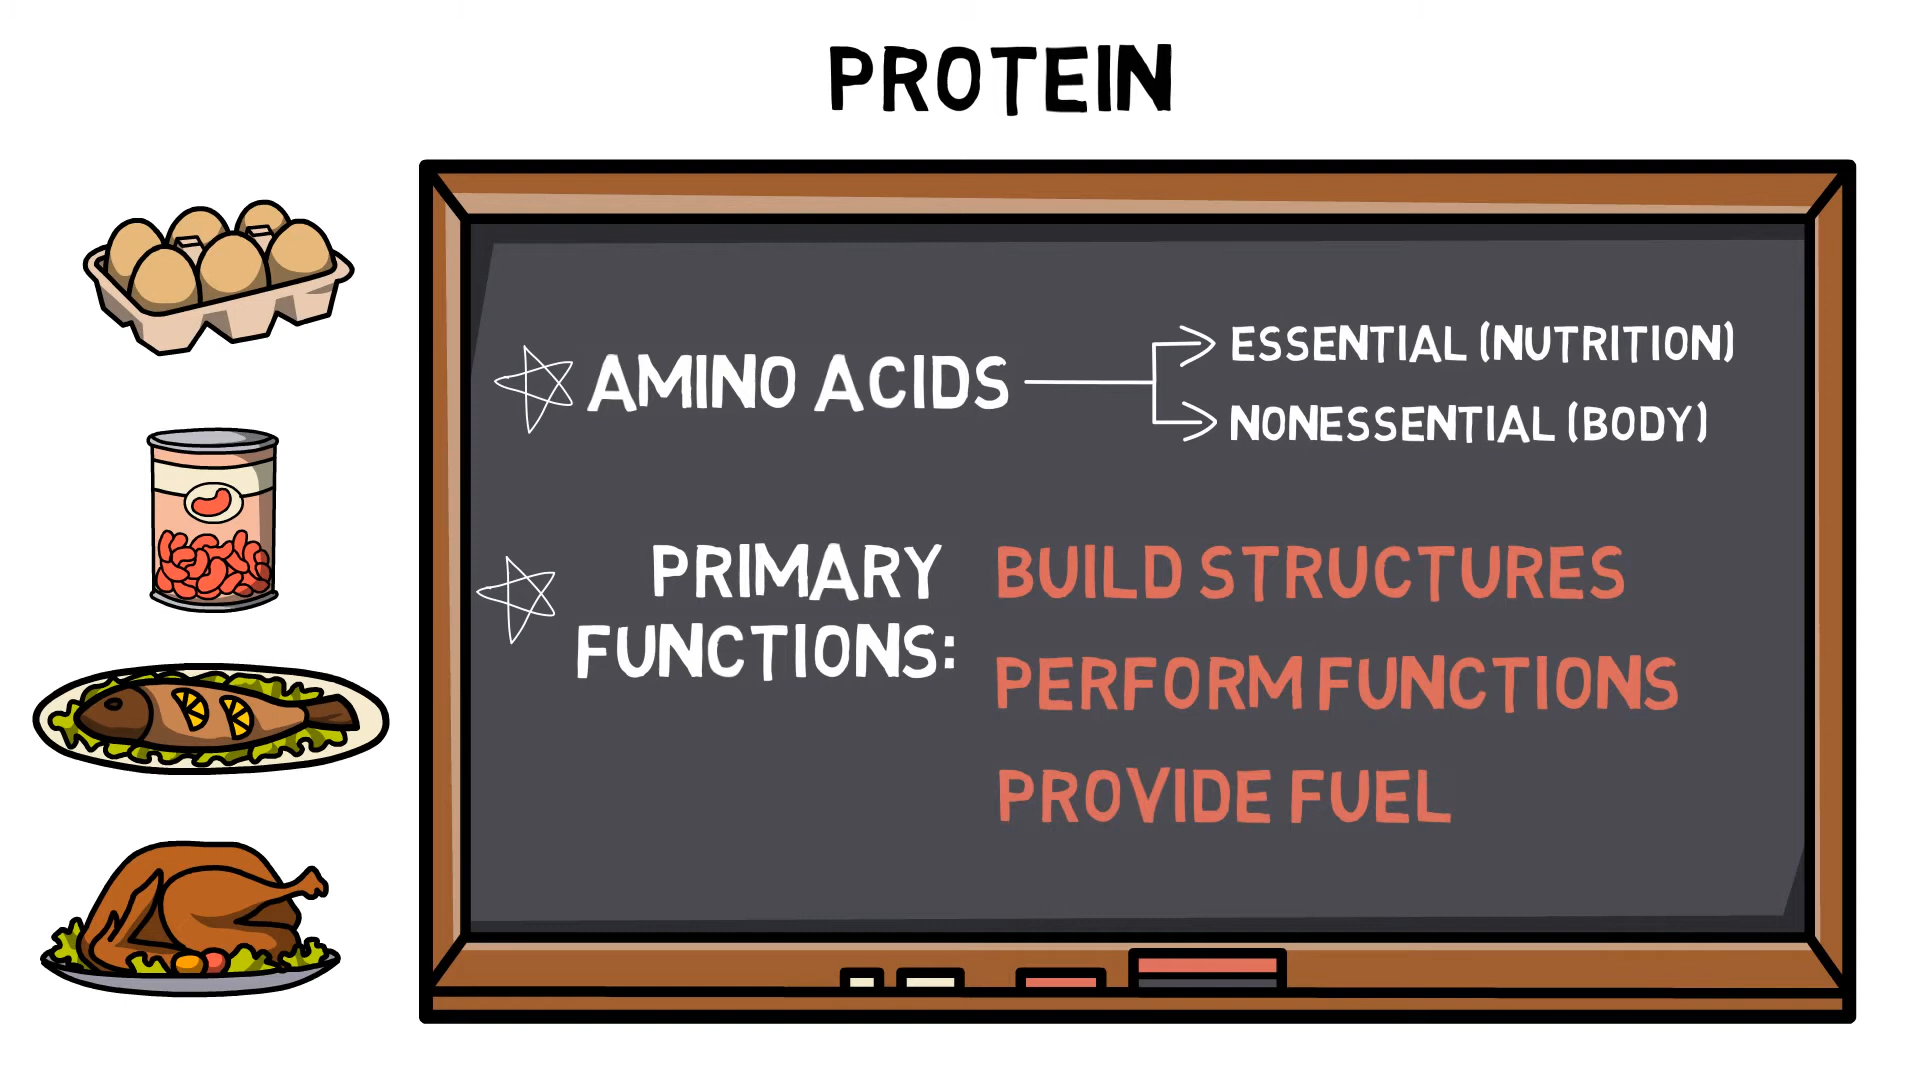 PROTEIN
AMINO ACIDS
ESSENTIAL (NUTRITION)
NONESSENTIAL (BODY)
PRIMARY
FUNCTIONS:
BUILD STRUCTURES
PERFORM FUNCTIONS
PROVIDE FUEL